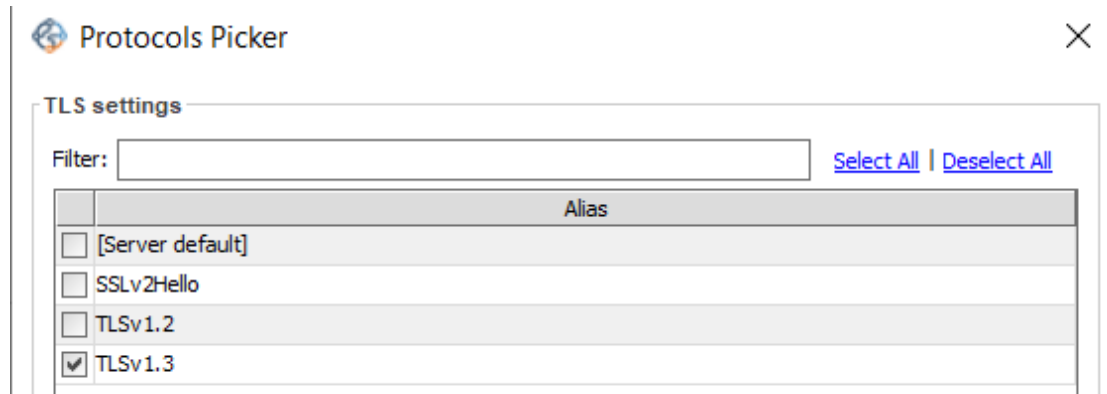 Protocols Picker
TLS settings
Filter:
Select All | Deselect All
Alias
[Server default]
SSLv2Hello
TLSv1.2
TLSv1.3